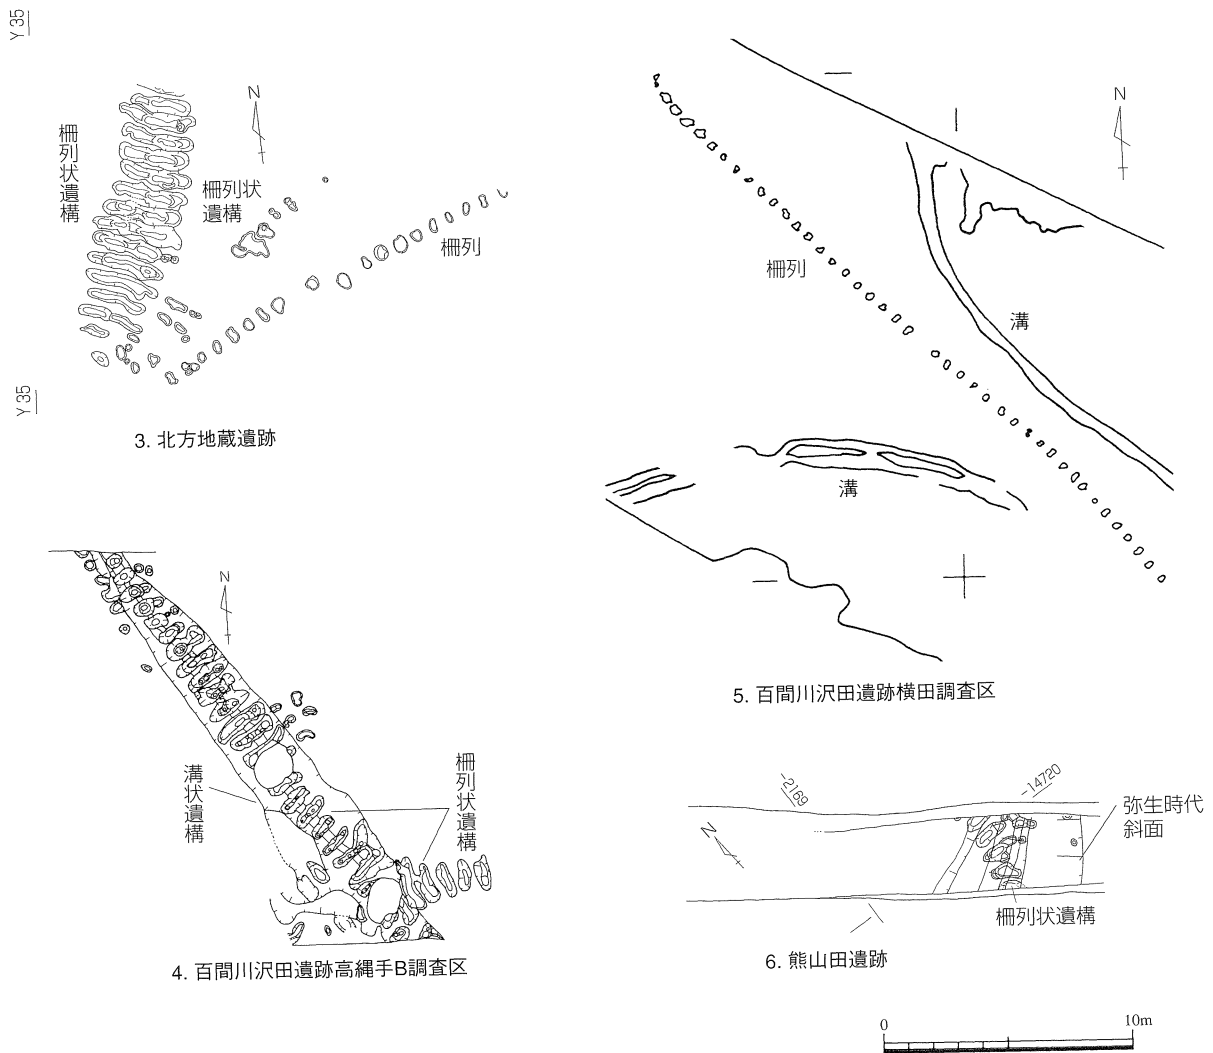 Y 35
N
柵列状遺構
柵列状
遺構
柵列
Y 35
3. 北方地蔵遺跡
N
溝状遺構
柵列状遺構
4. 百間川沢田遺跡高縄手B調査区
N
柵列
溝
溝
5. 百間川沢田遺跡横田調査区
-2169
-14720
N
弥生時代
斜面
柵列状遺構
6. 熊山田遺跡
0
10m